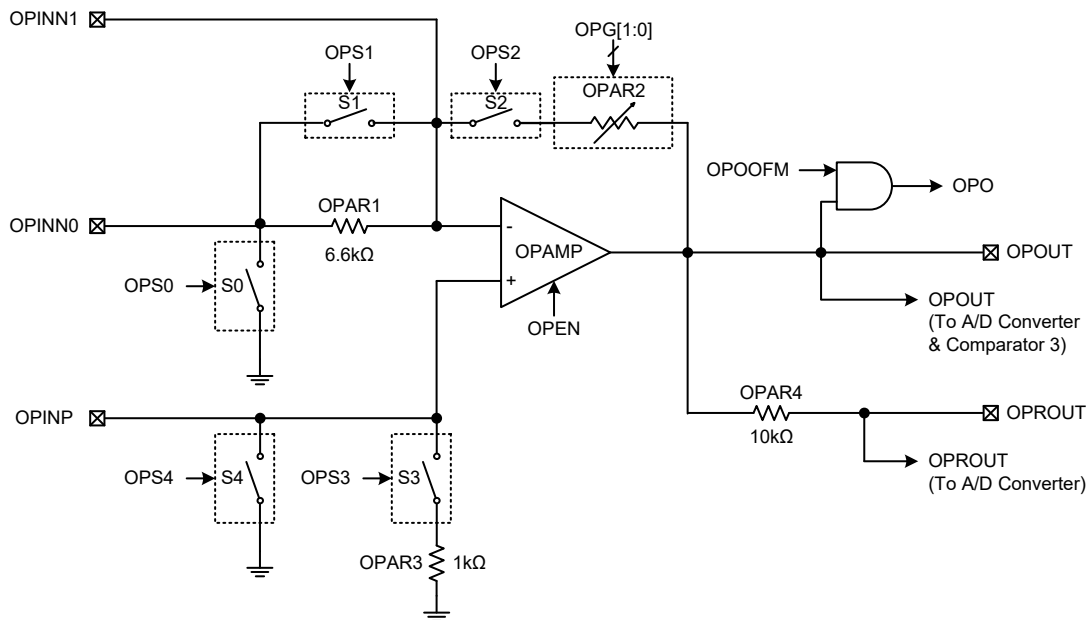 OPINN1
OPG[1:0]
OPS1
OPS2
OPAR2
S1
S2
OPOOFM
OPO
OPAR1
OPINN0
6.6kΩ
-
OPAMP
+
OPOUT
OPS0
S0
OPEN
OPOUT
(To A/D Converter
& Comparator 3)
OPAR4
OPINP
10kΩ
OPROUT
OPS4
S4
OPS3
S3
OPROUT
(To A/D Converter)
OPAR3
1kΩ